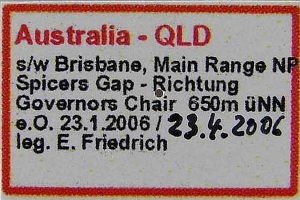 Australia - QLD
s/w Brisbane, Main Range NP
Spicers Gap - Richtung
Governors Chair 650m üNN
e.O. 23.1.2006 / 23.4.2006
leg. E. Friedrich